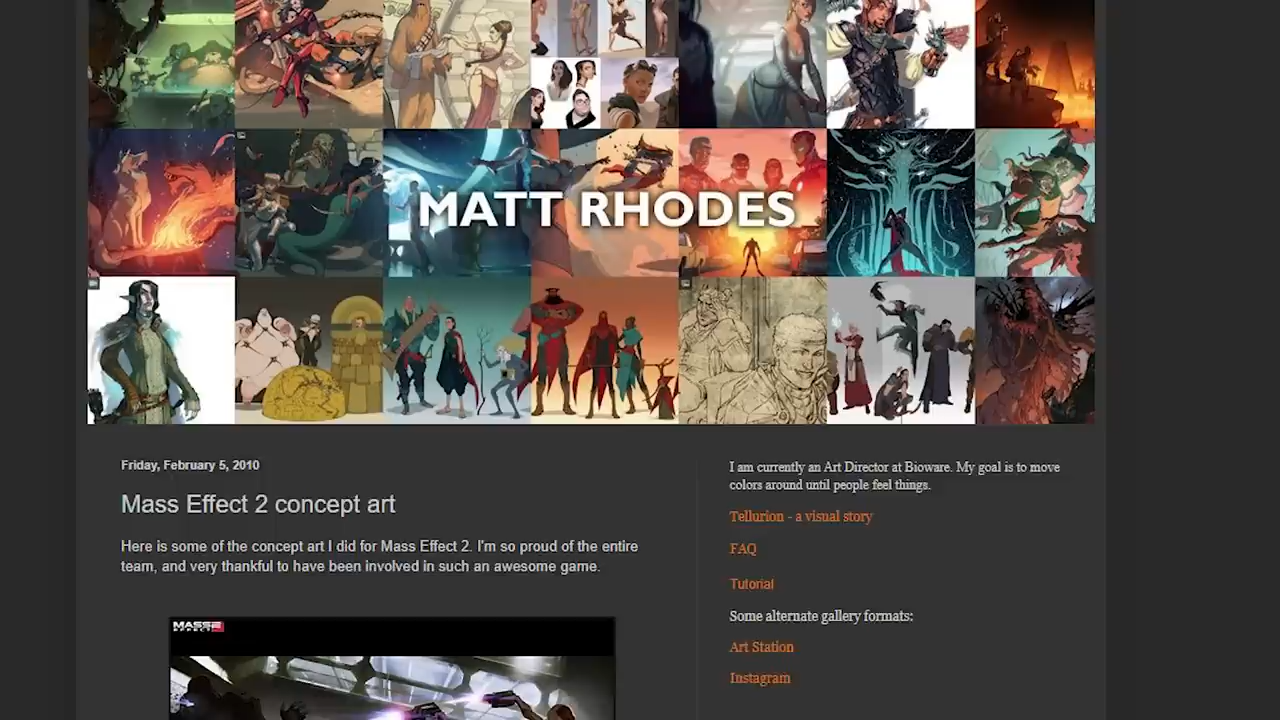 MATT RHODES
Friday, February 5, 2010
Mass Effect 2 concept art
Here is some of the concept art I did for Mass Effect 2. I'm so proud of the entire
team, and very thankful to have been involved in such an awesome game.
MASS
EFFECT 2
I am currently an Art Director at Bioware. My goal is to move
colors around until people feel things.
Tellurion - a visual story
FAQ
Tutorial
Some alternate gallery formats:
Art Station
Instagram